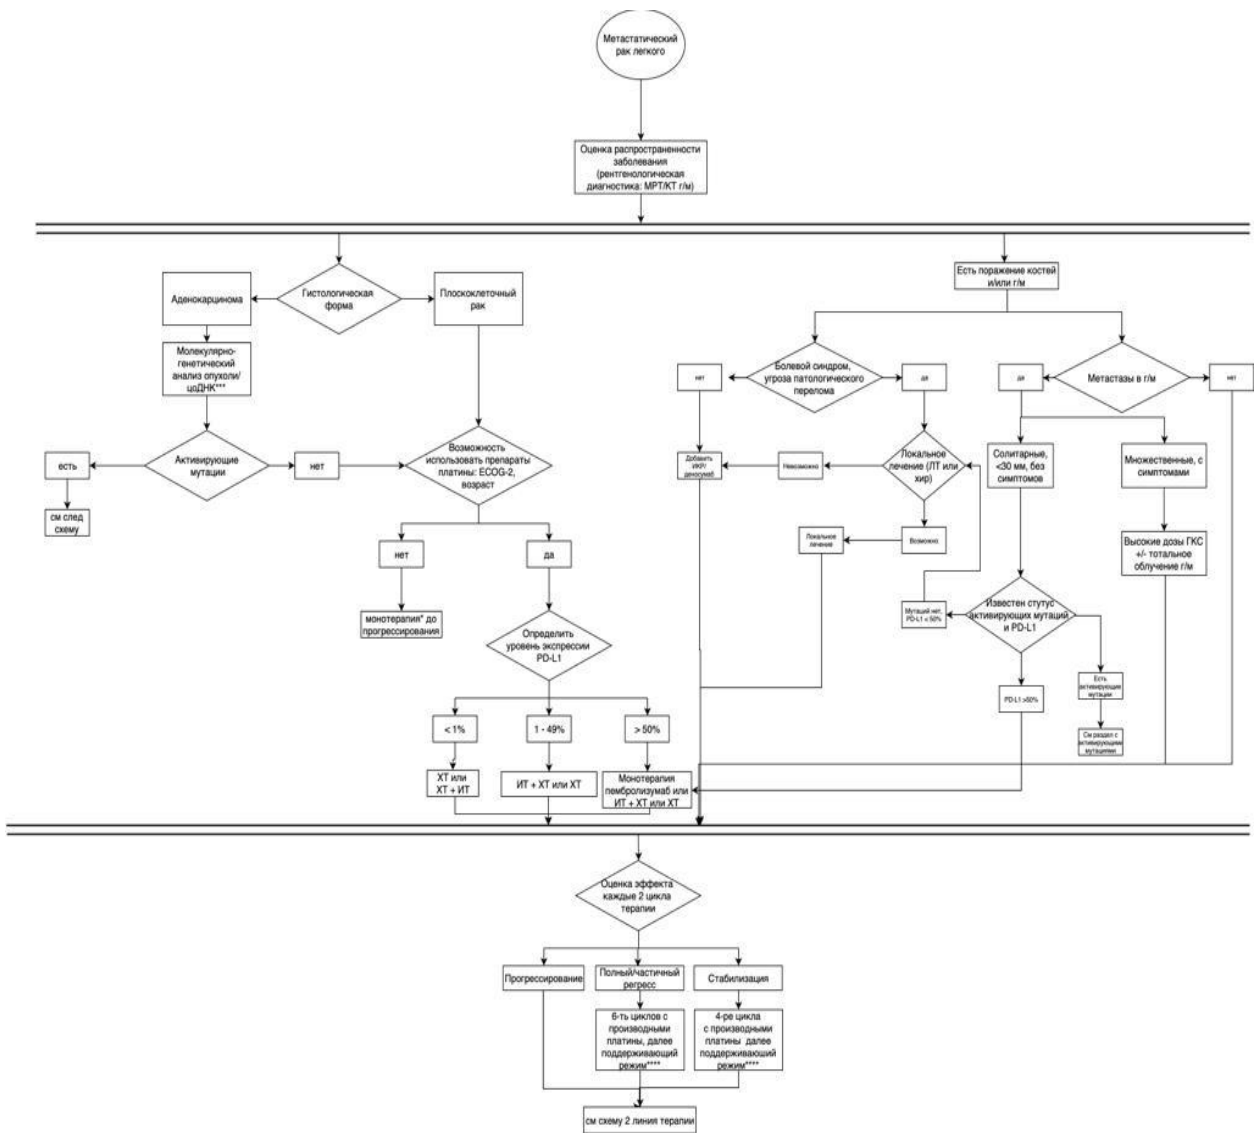 Метастатический
рак легкого
Оценка распространенности
заболевания
(рентгенологическая
диагностика: МРТ/КТ г/м)
Гистологическая
форма
Аденокарцинома
Плоскоклеточный
рак
Молекулярно-
генетический
анализ опухоли/
цоДНК***
Активирующие
мутации
есть
нет
см след
схему
Возможность
использовать препараты
платины: ECOG-2,
возраст
нет
да
монотерапия* до
прогрессирования
Определить
уровень экспрессии
PD-L1
< 1%
1 - 49%
> 50%
ХТ или
ХТ + ИТ
ИТ + ХТ или ХТ
Монотерапия
пембролизумаб или
ИТ + ХТ или ХТ
Есть поражение костей
и/или г/м
Болевой синдром,
угроза патологического
перелома
нет
да
Метастазы в г/м
да
нет
Добавить
ИКР/
деносумаб
Невозможно
Локальное
лечение (ЛТ или
хир)
Локальное
лечение
Возможно
Солитарные,
<30 мм, без
симптомов
Множественные, с
симптомами
Высокие дозы ГКС
+/- тотальное
облучение г/м
Мутаций нет,
PD-L1 < 50%
Известен стутус
активирующих мутаций
и PD-L1
PD-L1 >50%
Есть
активирующие
мутации
См раздел с
активирующими
мутациями
Оценка эффекта
каждые 2 цикла
терапии
Прогрессирование
Полный/частичный
регресс
Стабилизация
6-ть циклов с
производными
платины, далее
поддерживающий
режим****
4-ре цикла
с производными
платины далее
поддерживаюший
режим****
см схему 2 линия терапии